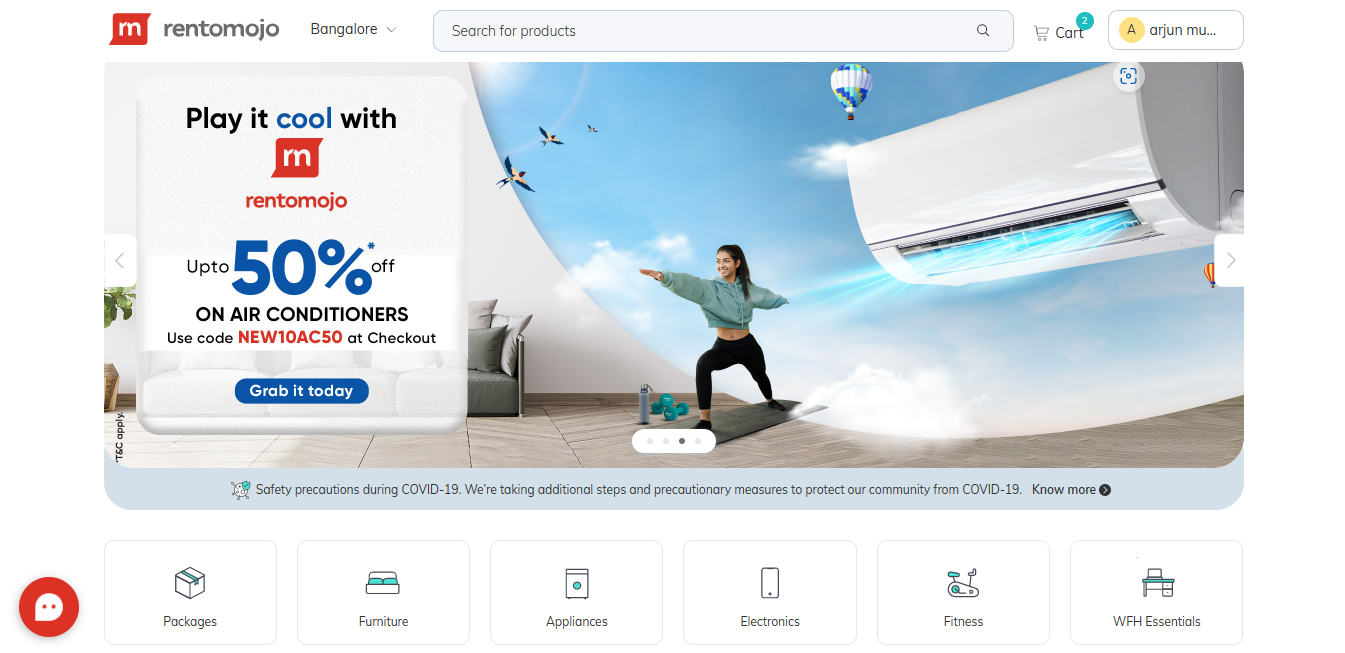 rentomojo
Bangalore
Search for products
2
Cart
A
arjun mu...
Play it cool with
rm
rentomojo
Upto 50%* off
ON AIR CONDITIONERS
Use code NEW10AC50 at Checkout
Grab it today
*T&C apply.
Safety precautions during COVID-19. We're taking additional steps and precautionary measures to protect our community from COVID-19. Know more
Packages
Furniture
Appliances
Electronics
Fitness
WFH Essentials